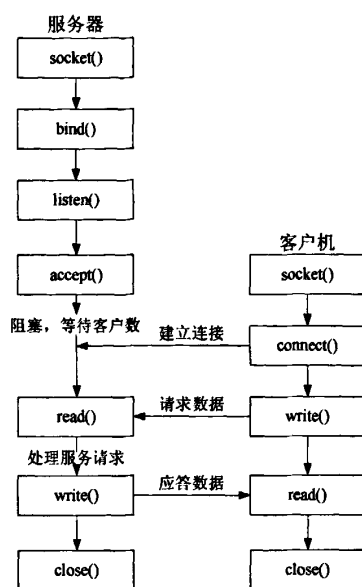 服务器
socket()
bind()
listen()
accept()
阻塞，等待客户数
read()
处理服务请求
write()
close()
客户机
socket()
建立连接
connect()
请求数据
write()
应答数据
read()
close()